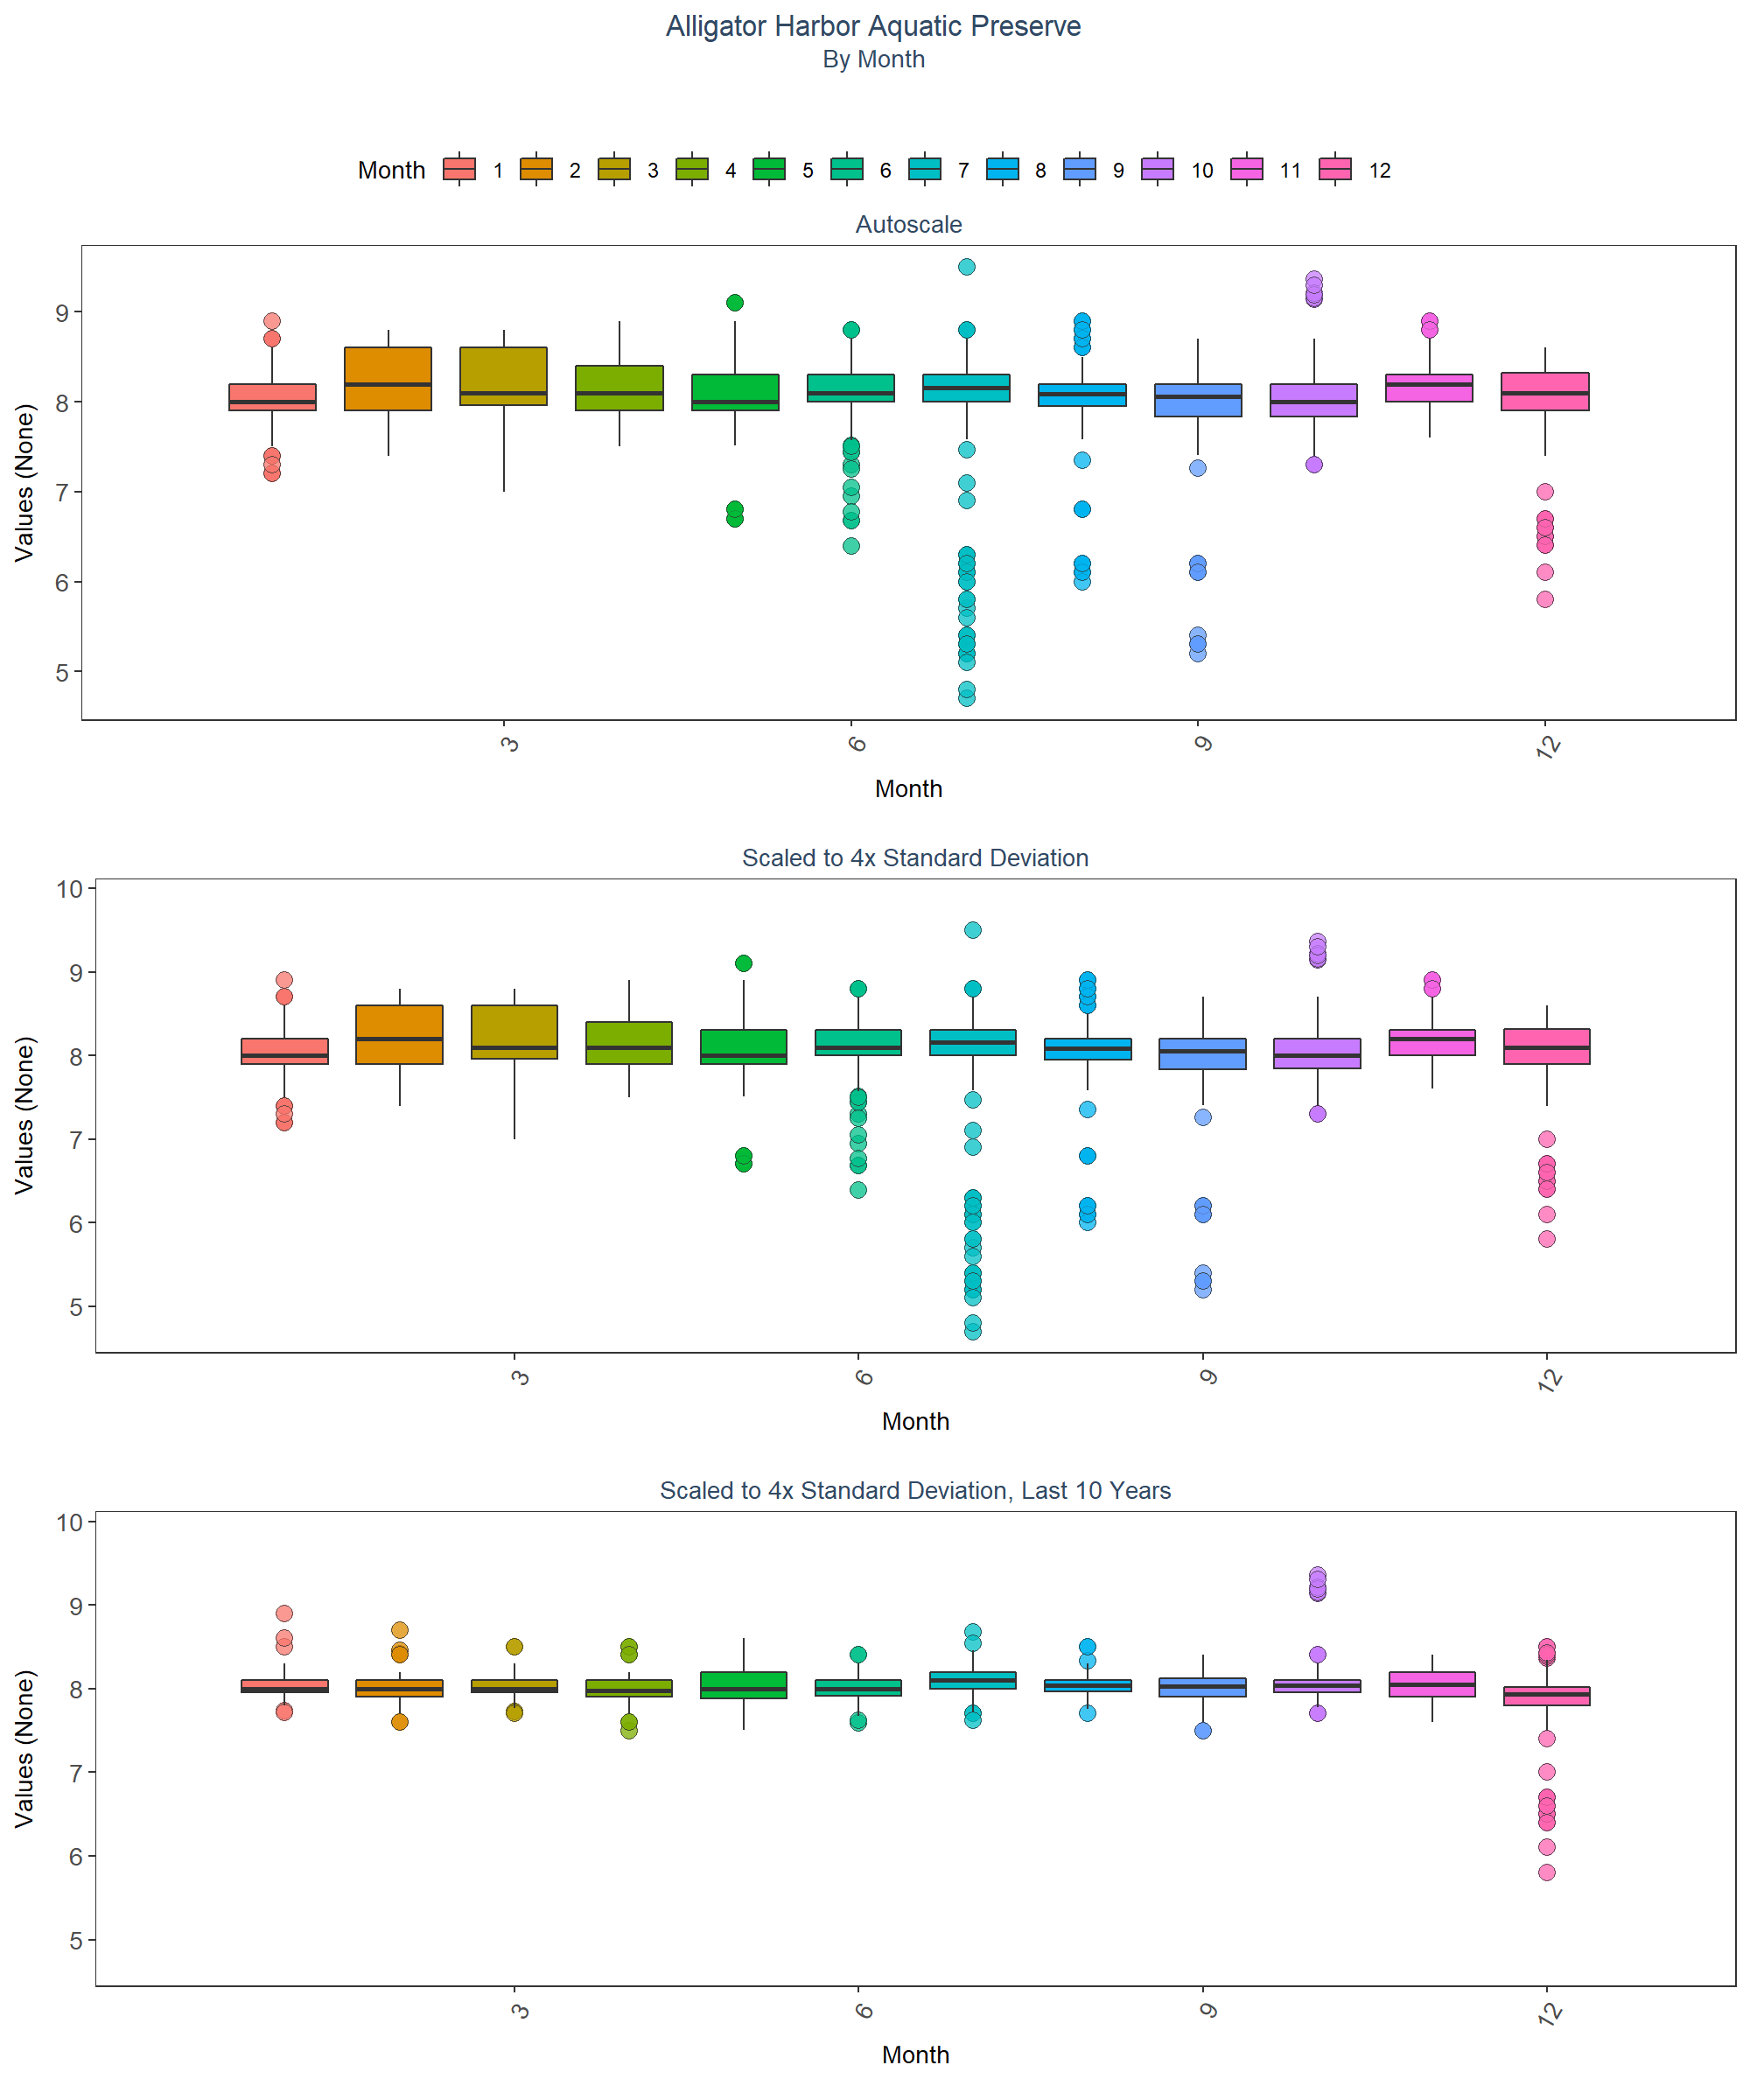 Alligator Harbor Aquatic Preserve
By Month
Month 1 2 3 4 5 6 7 8 9 10 11 12
Autoscale
Values (None)
9
8
7
6
5
3 6 9 12
Month
Scaled to 4x Standard Deviation
Values (None)
10
9
8
7
6
5
3 6 9 12
Month
Scaled to 4x Standard Deviation, Last 10 Years
Values (None)
10
9
8
7
6
5
3 6 9 12
Month